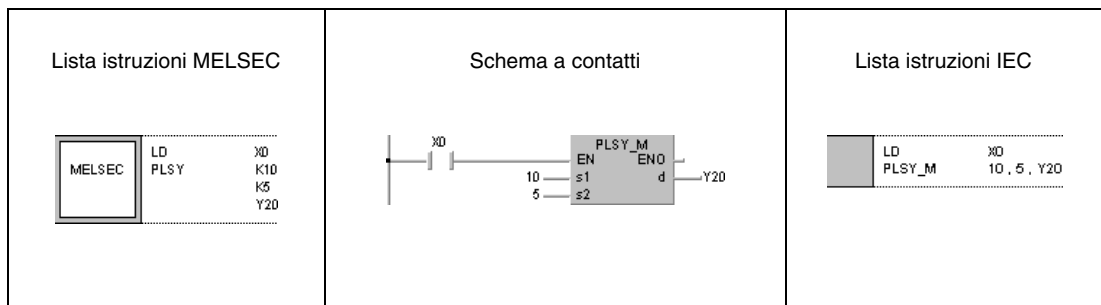 Lista istruzioni MELSEC
MELSEC
LD X0
PLSY K10
K5
Y20
Schema a contatti
X0
PLSY_M
EN ENO
10 s1 d Y20
5 s2
Lista istruzioni IEC
LD X0
PLSY_M 10 , 5 , Y20